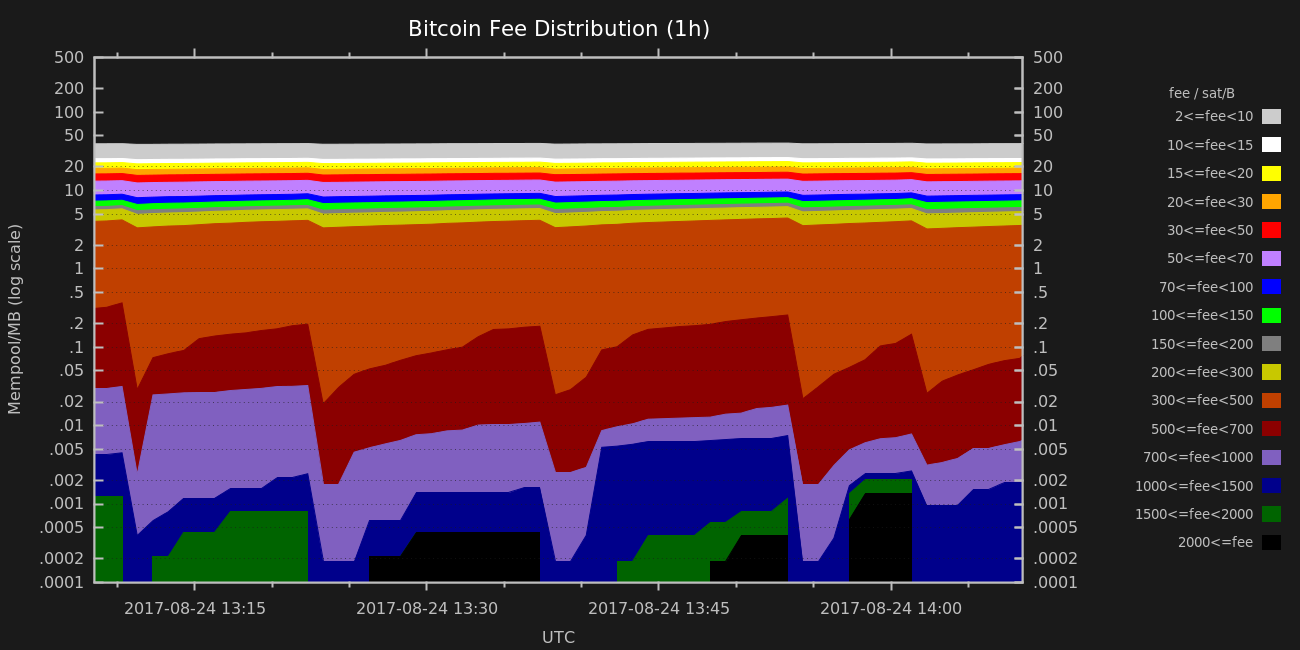 Bitcoin Fee Distribution (1h)
500 500
200 200
100 100
50 50
20 20
10 10
5 5
2 2
1 1
.5 .5
.2 .2
.1 .1
.05 .05
.02 .02
.01 .01
.005 .005
.002 .002
.001 .001
.0005 .0005
.0002 .0002
.0001 .0001
Mempool/MB (log scale)
2017-08-24 13:15 2017-08-24 13:30 2017-08-24 13:45 2017-08-24 14:00
UTC
fee / sat/B
2<=fee<10
10<=fee<15
15<=fee<20
20<=fee<30
30<=fee<50
50<=fee<70
70<=fee<100
100<=fee<150
150<=fee<200
200<=fee<300
300<=fee<500
500<=fee<700
700<=fee<1000
1000<=fee<1500
1500<=fee<2000
2000<=fee